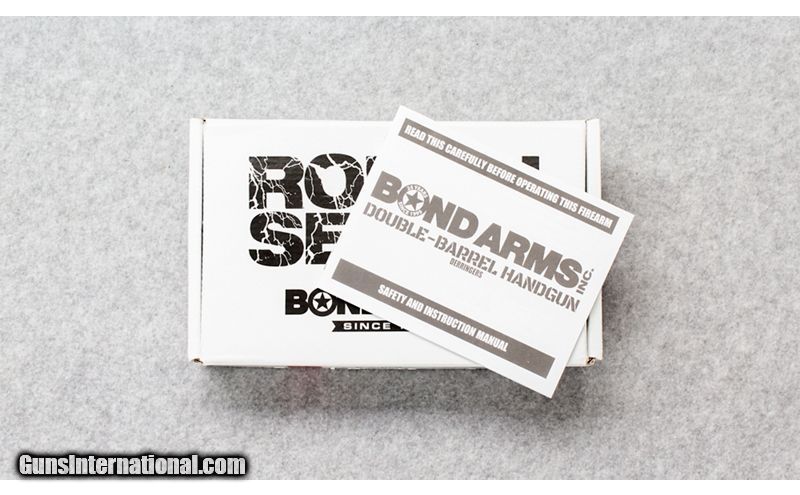 RO
SE
BOND
SINCE
READ THIS CAREFULLY BEFORE OPERATING THIS FIREARM
BOND ARMS INC.
DOUBLE-BARREL HANDGUN
DERRINGERS
SAFETY AND INSTRUCTION MANUAL
GunsInternational.com